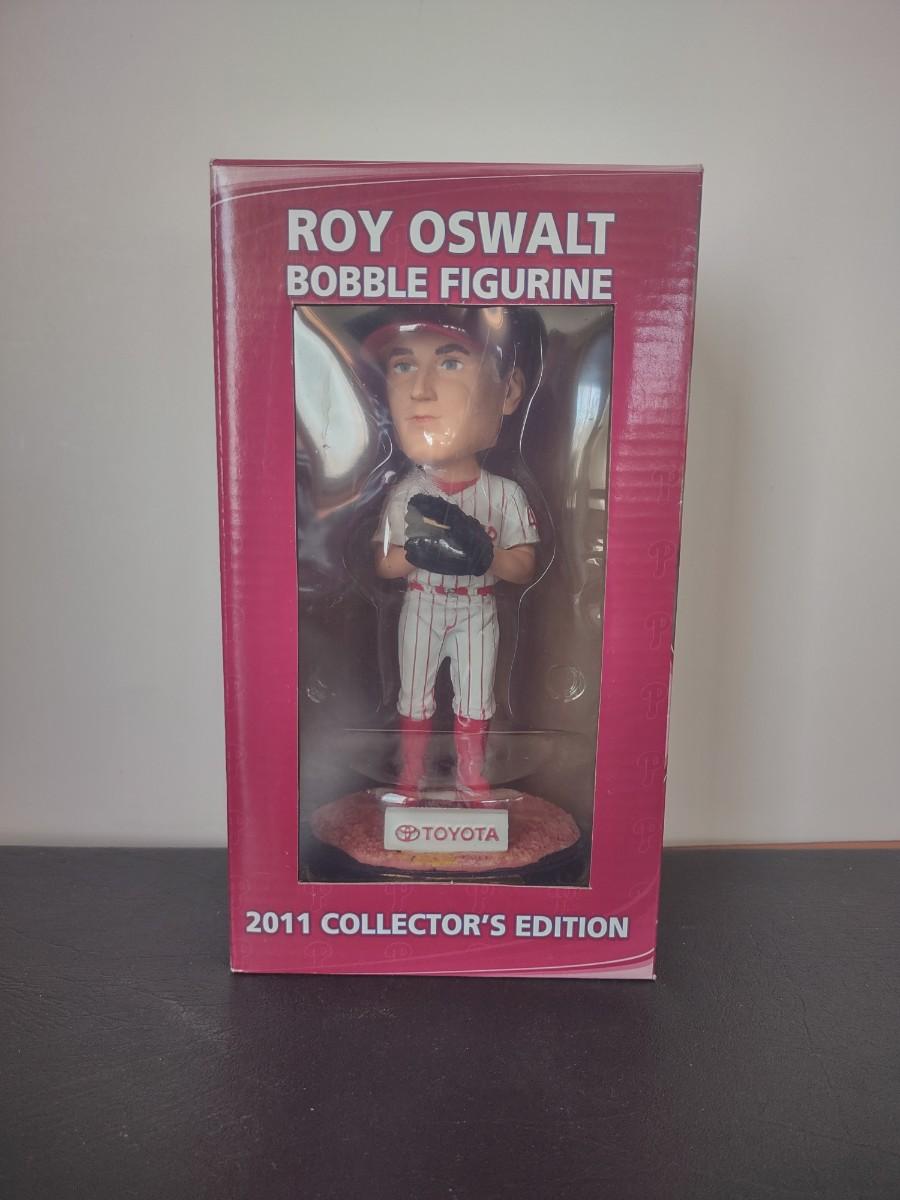 ROY OSWALT
BOBBLE FIGURINE
TOYOTA
2011 COLLECTOR'S EDITION